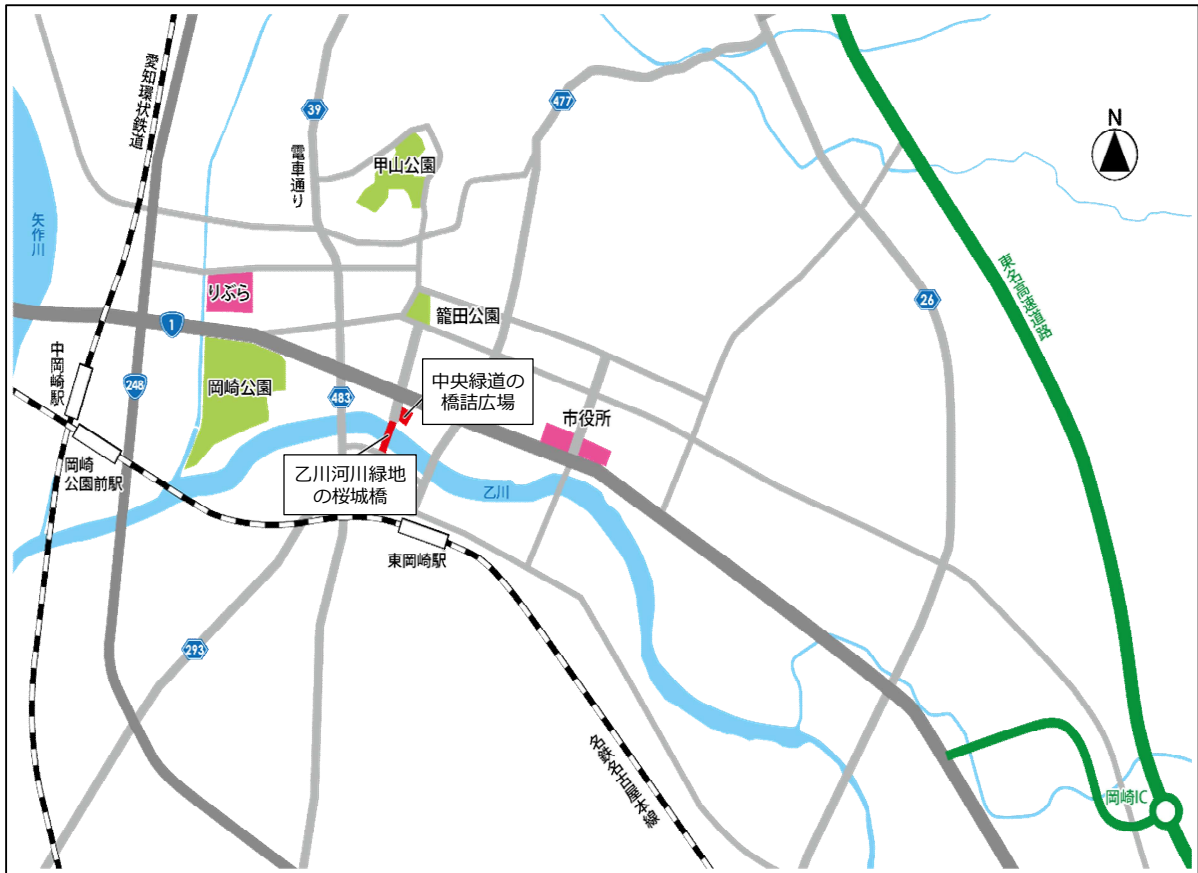 愛知環状鉄道
39
477
N
甲山公園
電車通り
矢作川
東名高速道路
りぶら
26
籠田公園
1
中岡崎駅
248
岡崎公園
483
中央緑道の
橋詰広場
市役所
岡崎
公園前駅
乙川河川緑地
の桜城橋
乙川
東岡崎駅
293
名鉄名古屋本線
岡崎IC